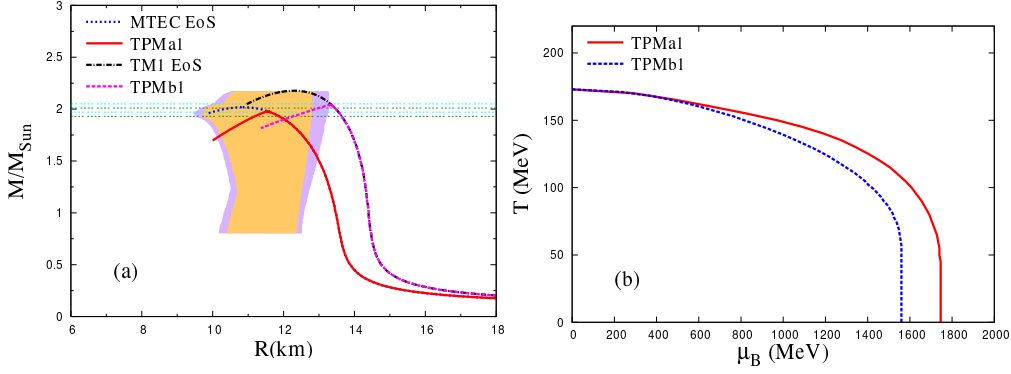 3
2.5
2
1.5
1
0.5
0
M/M_Sun
MTEC EoS
TPMa1
TM1 EoS
TPMb1
(a)
6 8 10 12 14 16 18
R(km)
200
150
100
50
0
T (MeV)
TPMa1
TPMb1
(b)
0 200 400 600 800 1000 1200 1400 1600 1800 2000
μ_B (MeV)